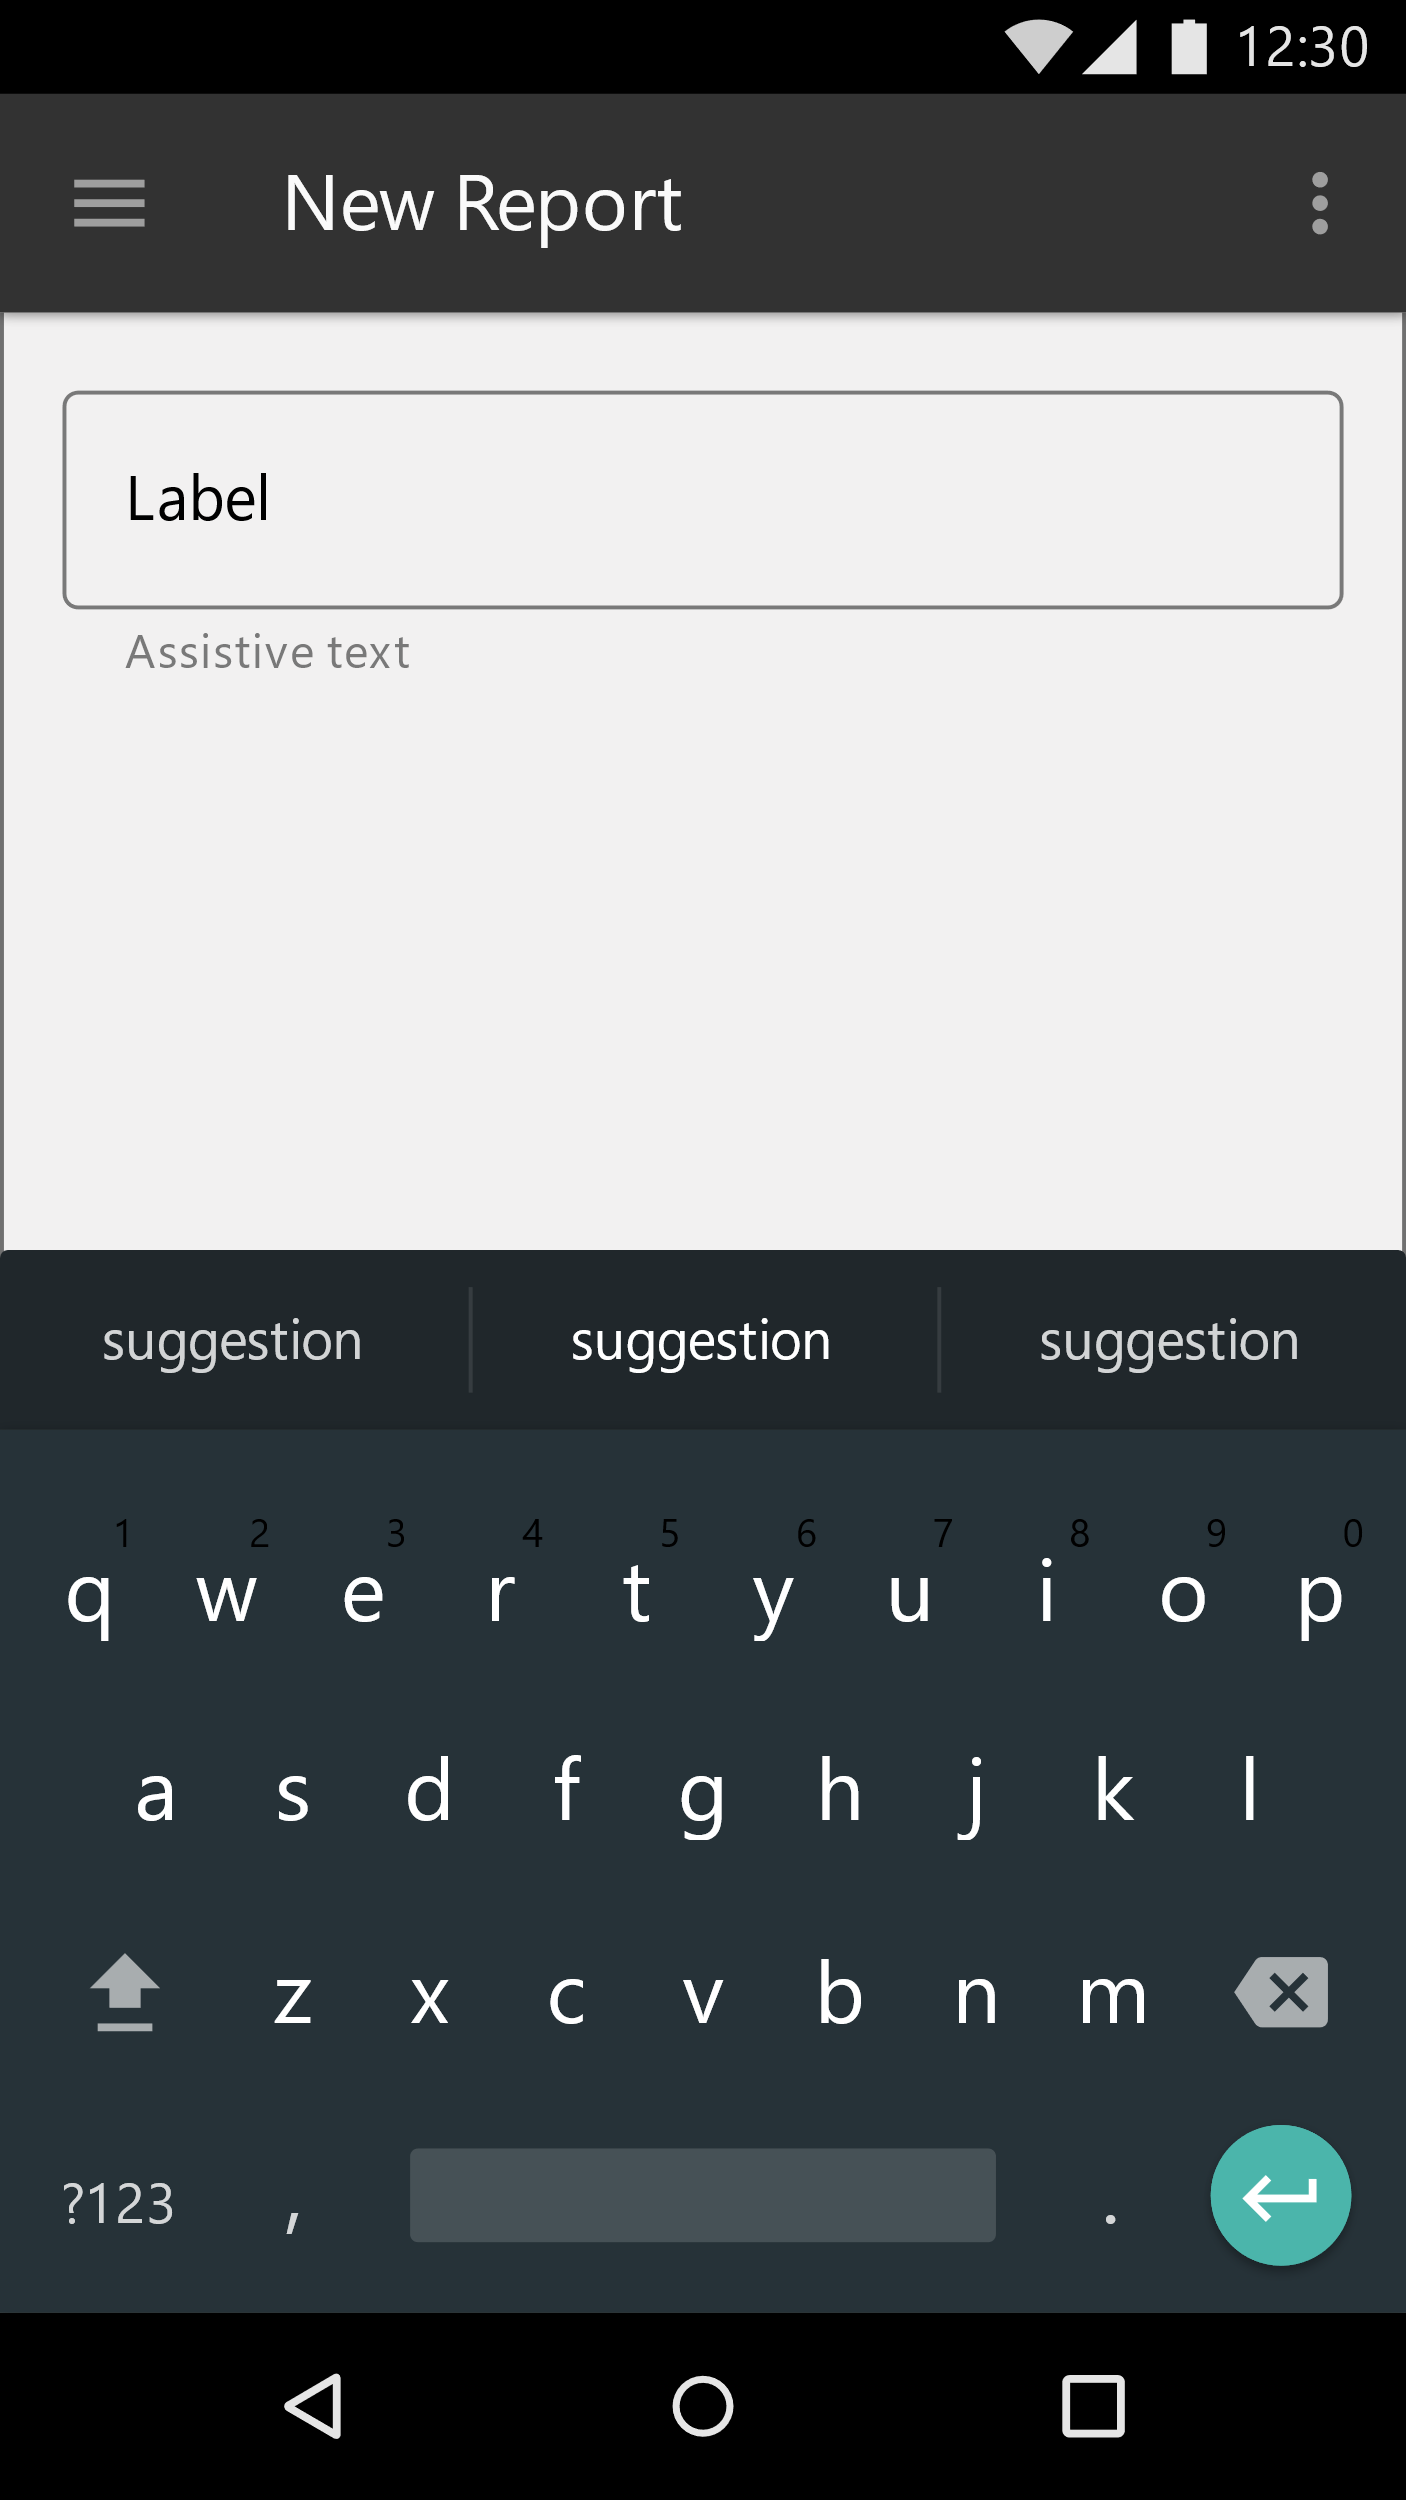 12:30
New Report
Label
Assistive text
suggestion suggestion suggestion
1 2 3 4 5 6 7 8 9 0
q w e r t y u i o p
a s d f g h j k l
z x c v b n m
?123 , .